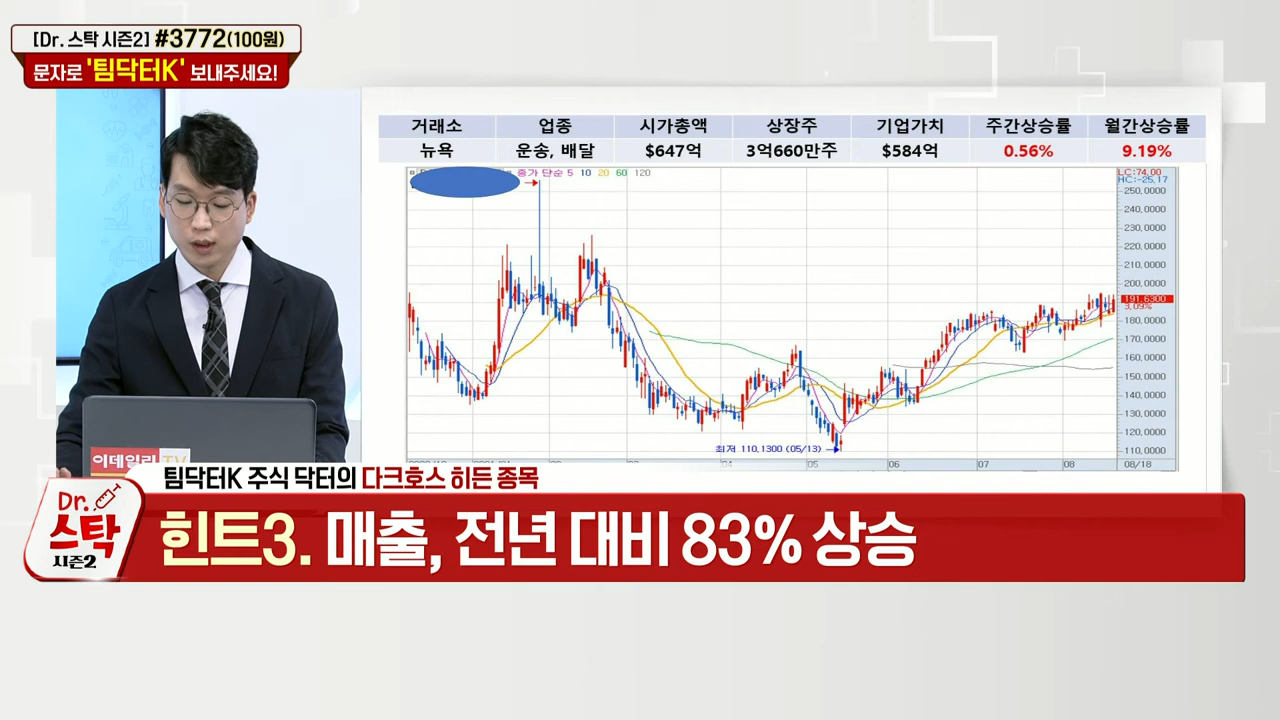 [Dr. 스탁 시즌2] #3772(100원)
문자로 '팀닥터K' 보내주세요!
거래소 업종 시가총액 상장주 기업가치 주간상승률 월간상승률
뉴욕 운송, 배달 $647억 3억660만주 $584억 0.56% 9.19%
종가 단순 5 10 20 60 120
LC:74,00
HC:-25,17
250,0000
240,0000
230,0000
220,0000
210,0000
200,0000
191,6300
3,09%
180,0000
170,0000
160,0000
150,0000
140,0000
130,0000
120,0000
110,0000
최저 110,1300 (05/13)
04 05 06 07 08 08/18
이데일리 TV
팀닥터K 주식 닥터의 다크호스 히든 종목
Dr.
스탁
시즌2
힌트3. 매출, 전년 대비 83% 상승